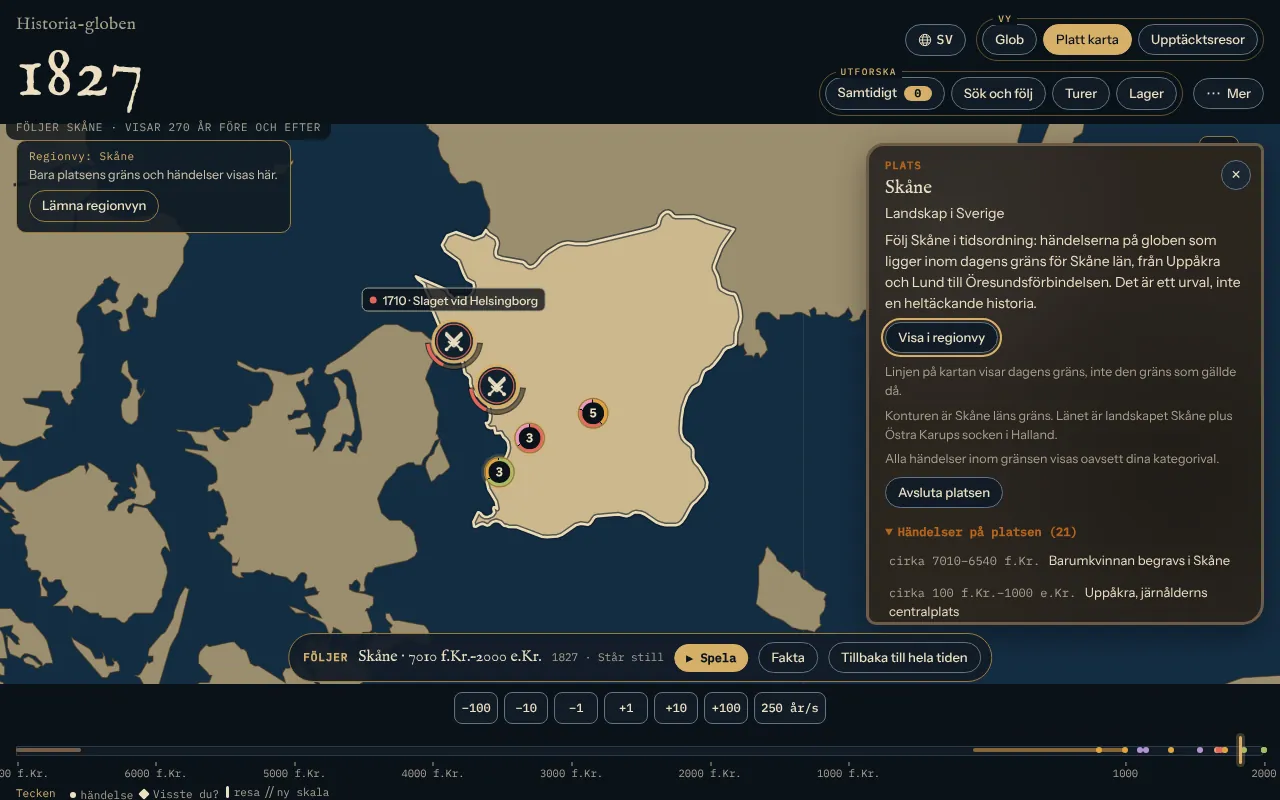 Historia-globen
1827
FÖLJER SKÅNE · VISAR 270 ÅR FÖRE OCH EFTER
VY
SV
Glob
Platt karta
Upptäcktsresor
UTFORSKA
Samtidigt 0
Sök och följ
Turer
Lager
··· Mer
Regionvy: Skåne
Bara platsens gräns och händelser visas här.
Lämna regionvyn
1710 · Slaget vid Helsingborg
5
3
3
PLATS
Skåne
×
Landskap i Sverige
Följ Skåne i tidsordning: händelserna på globen som
ligger inom dagens gräns för Skåne län, från Uppåkra
och Lund till Öresundsförbindelsen. Det är ett urval, inte
en heltäckande historia.
Visa i regionvy
Linjen på kartan visar dagens gräns, inte den gräns som gällde
då.
Konturen är Skåne läns gräns. Länet är landskapet Skåne plus
Östra Karups socken i Halland.
Alla händelser inom gränsen visas oavsett dina kategorival.
Avsluta platsen
▼ Händelser på platsen (21)
cirka 7010–6540 f.Kr. Barumkvinnan begravs i Skåne
cirka 100 f.Kr.–1000 e.Kr. Uppåkra, järnålderns
centralplats
FÖLJER Skåne · 7010 f.Kr.–2000 e.Kr. 1827 · Står still
▶ Spela
Fakta
Tillbaka till hela tiden
−100
−10
−1
+1
+10
+100
250 år/s
00 f.Kr.
6000 f.Kr.
5000 f.Kr.
4000 f.Kr.
3000 f.Kr.
2000 f.Kr.
1000 f.Kr.
1000
2000
Tecken ● händelse ◆ Visste du? resa // ny skala